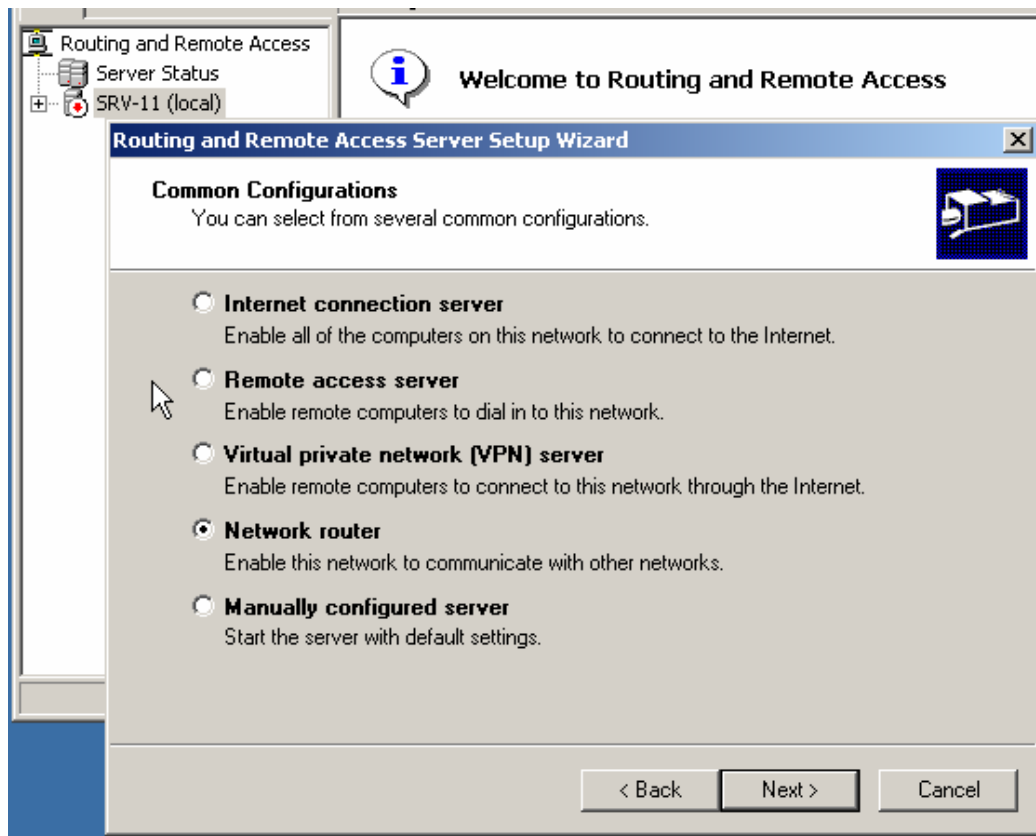 Routing and Remote Access
Server Status
SRV-11 (local)
Welcome to Routing and Remote Access
Routing and Remote Access Server Setup Wizard
Common Configurations
You can select from several common configurations.
Internet connection server
Enable all of the computers on this network to connect to the Internet.
Remote access server
Enable remote computers to dial in to this network.
Virtual private network (VPN) server
Enable remote computers to connect to this network through the Internet.
Network router
Enable this network to communicate with other networks.
Manually configured server
Start the server with default settings.
< Back
Next >
Cancel